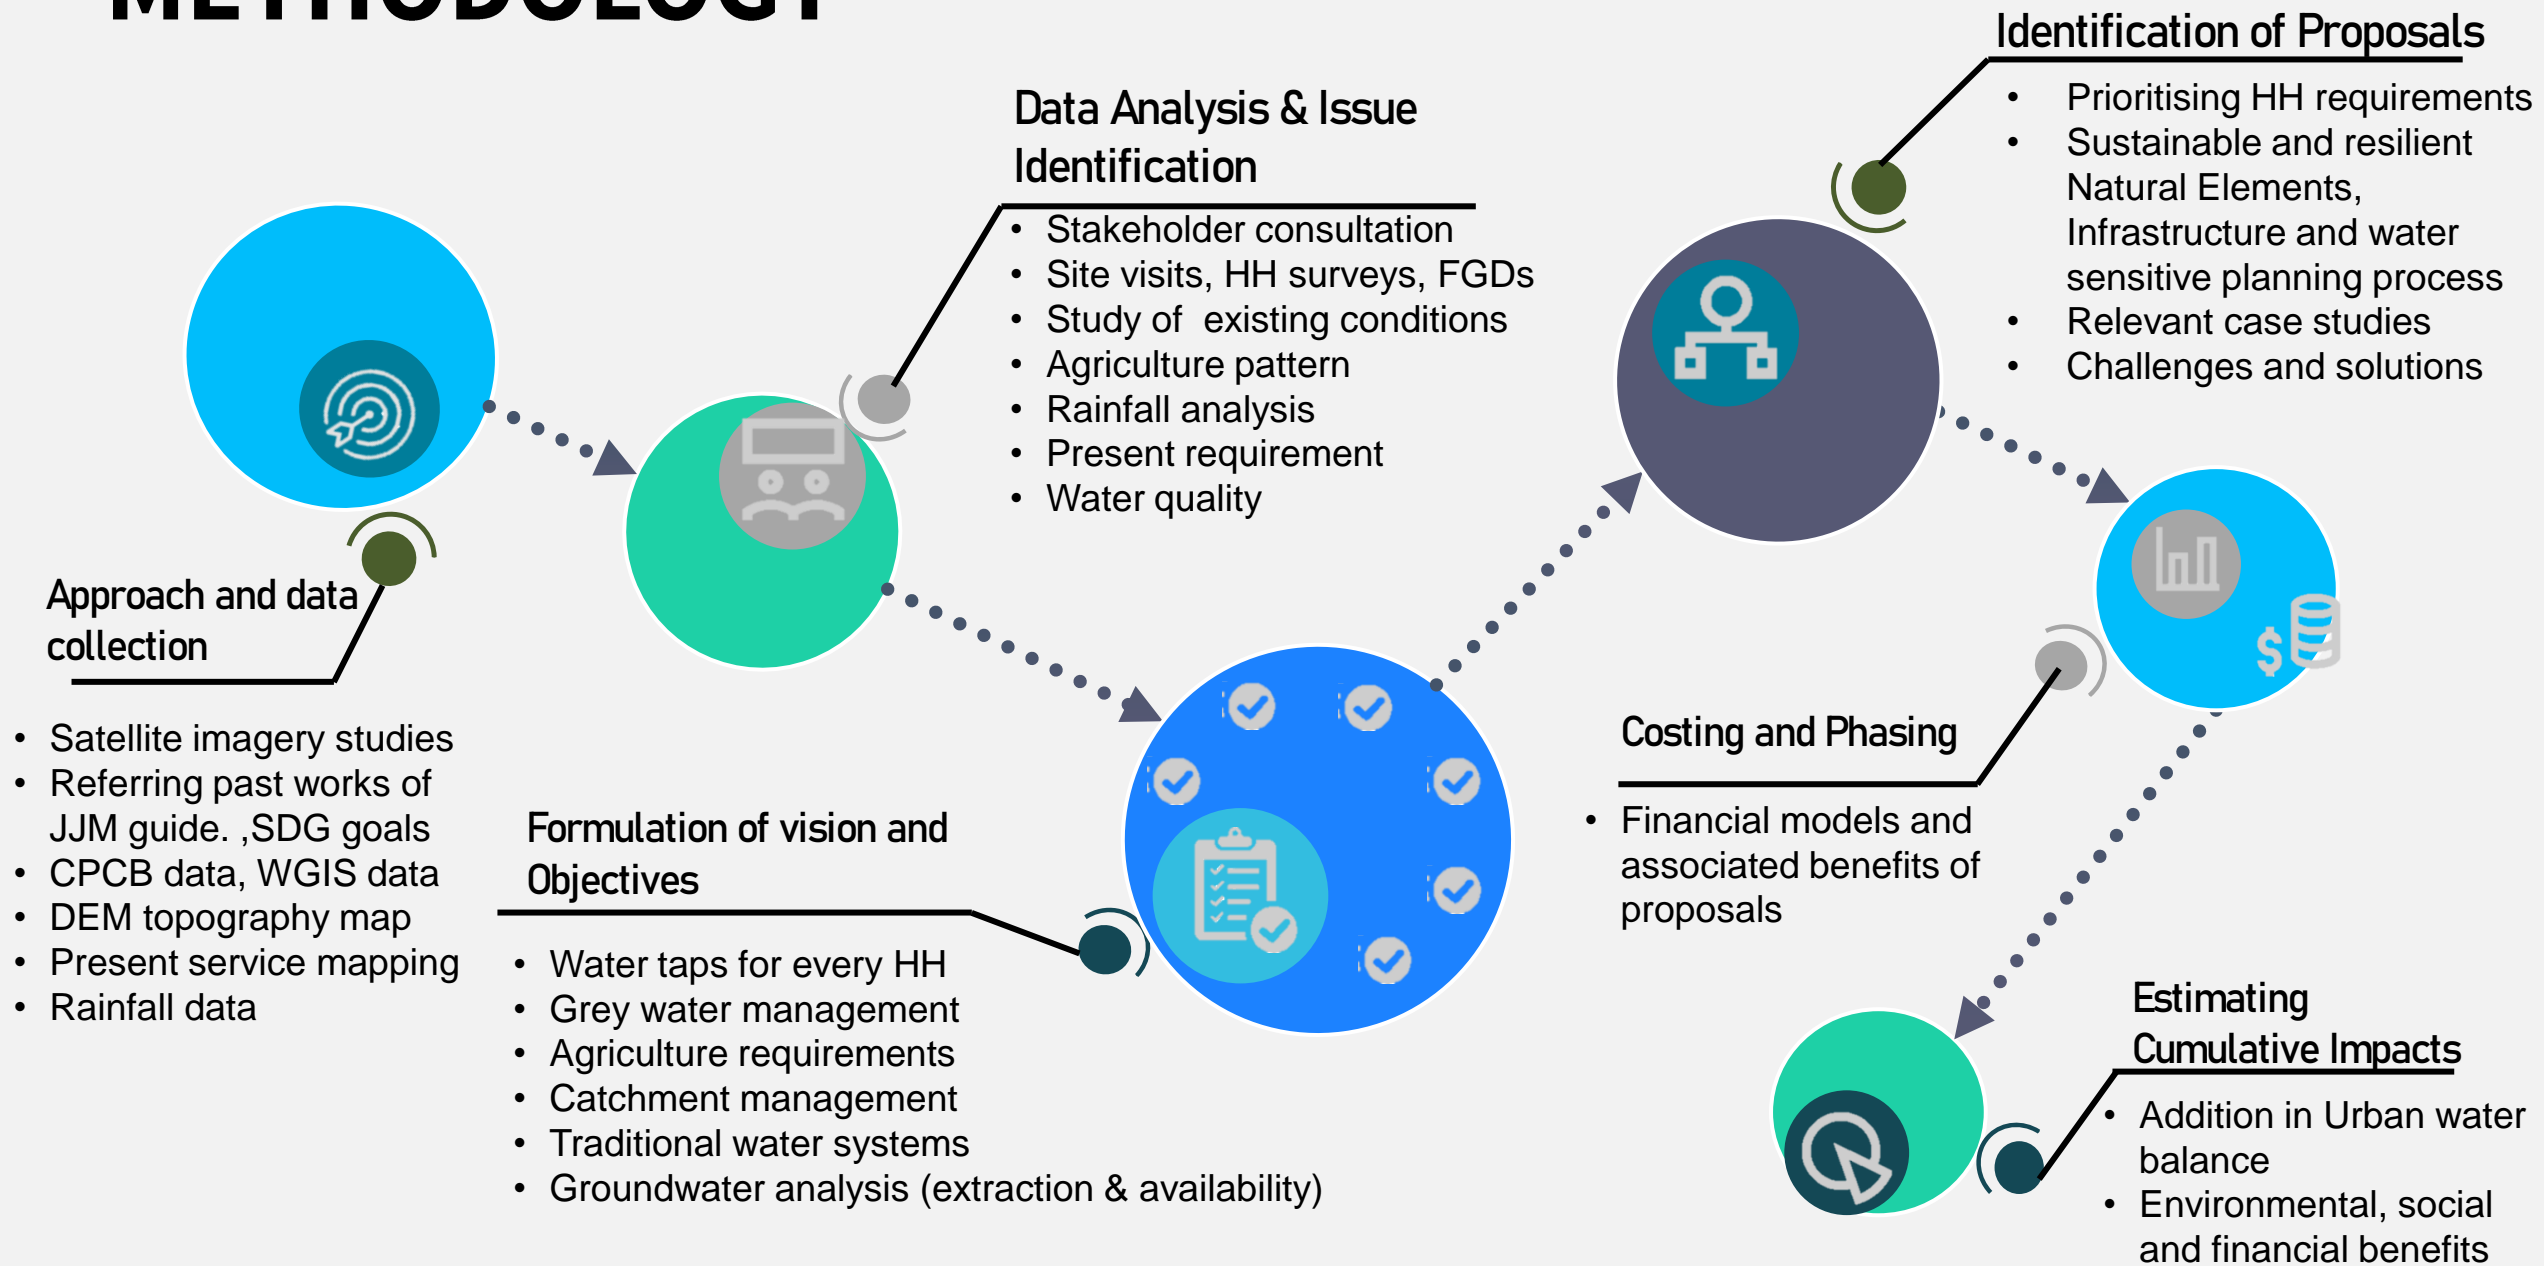 METHODOLOGY
Approach and data
collection
• Satellite imagery studies
• Referring past works of
JJM guide. ,SDG goals
• CPCB data, WGIS data
• DEM topography map
• Present service mapping
• Rainfall data
Data Analysis & Issue
Identification
• Stakeholder consultation
• Site visits, HH surveys, FGDs
• Study of  existing conditions
• Agriculture pattern
• Rainfall analysis
• Present requirement
• Water quality
Formulation of vision and
Objectives
• Water taps for every HH
• Grey water management
• Agriculture requirements
• Catchment management
• Traditional water systems
• Groundwater analysis (extraction & availability)
Identification of Proposals
• Prioritising HH requirements
• Sustainable and resilient
Natural Elements,
Infrastructure and water
sensitive planning process
• Relevant case studies
• Challenges and solutions
$
Costing and Phasing
• Financial models and
associated benefits of
proposals
Estimating
Cumulative Impacts
• Addition in Urban water
balance
• Environmental, social
and financial benefits